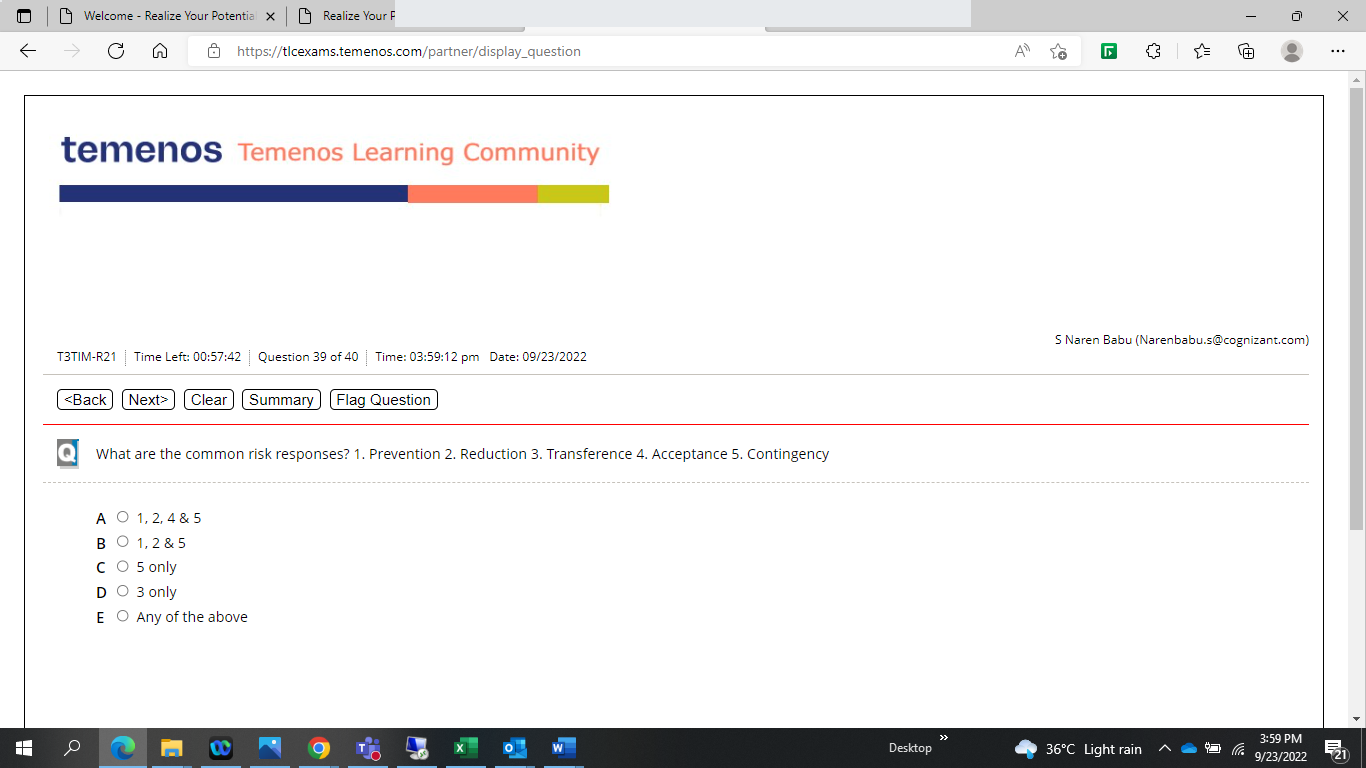 Welcome - Realize Your Potential
Realize Your P
https://tlcexams.temenos.com/partner/display_question
temenos Temenos Learning Community
S Naren Babu (Narenbabu.s@cognizant.com)
T3TIM-R21 Time Left: 00:57:42 Question 39 of 40 Time: 03:59:12 pm Date: 09/23/2022
<Back Next> Clear Summary Flag Question
Q What are the common risk responses? 1. Prevention 2. Reduction 3. Transference 4. Acceptance 5. Contingency
A 1, 2, 4 & 5
B 1, 2 & 5
C 5 only
D 3 only
E Any of the above
Desktop
36°C Light rain
3:59 PM
9/23/2022
21